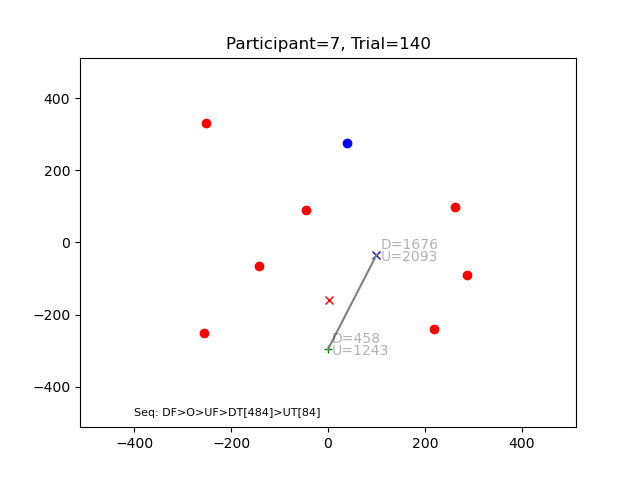 Participant=7, Trial=140
400
200
0
−200
−400
D=1676
U=2093
D=458
U=1243
Seq: DF>O>UF>DT[484]>UT[84]
−400
−200
0
200
400